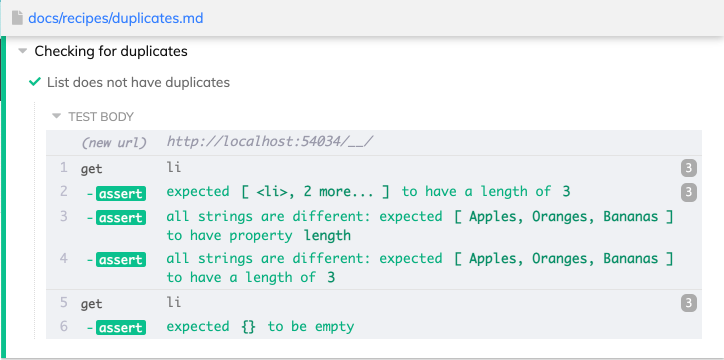 docs/recipes/duplicates.md
Checking for duplicates
List does not have duplicates
TEST BODY
(new url) http://localhost:54034/__/
1 get li 3
2 -assert expected [ <li>, 2 more... ] to have a length of 3 3
3 -assert all strings are different: expected [ Apples, Oranges, Bananas ]
to have property length
4 -assert all strings are different: expected [ Apples, Oranges, Bananas ]
to have a length of 3
5 get li 3
6 -assert expected {} to be empty